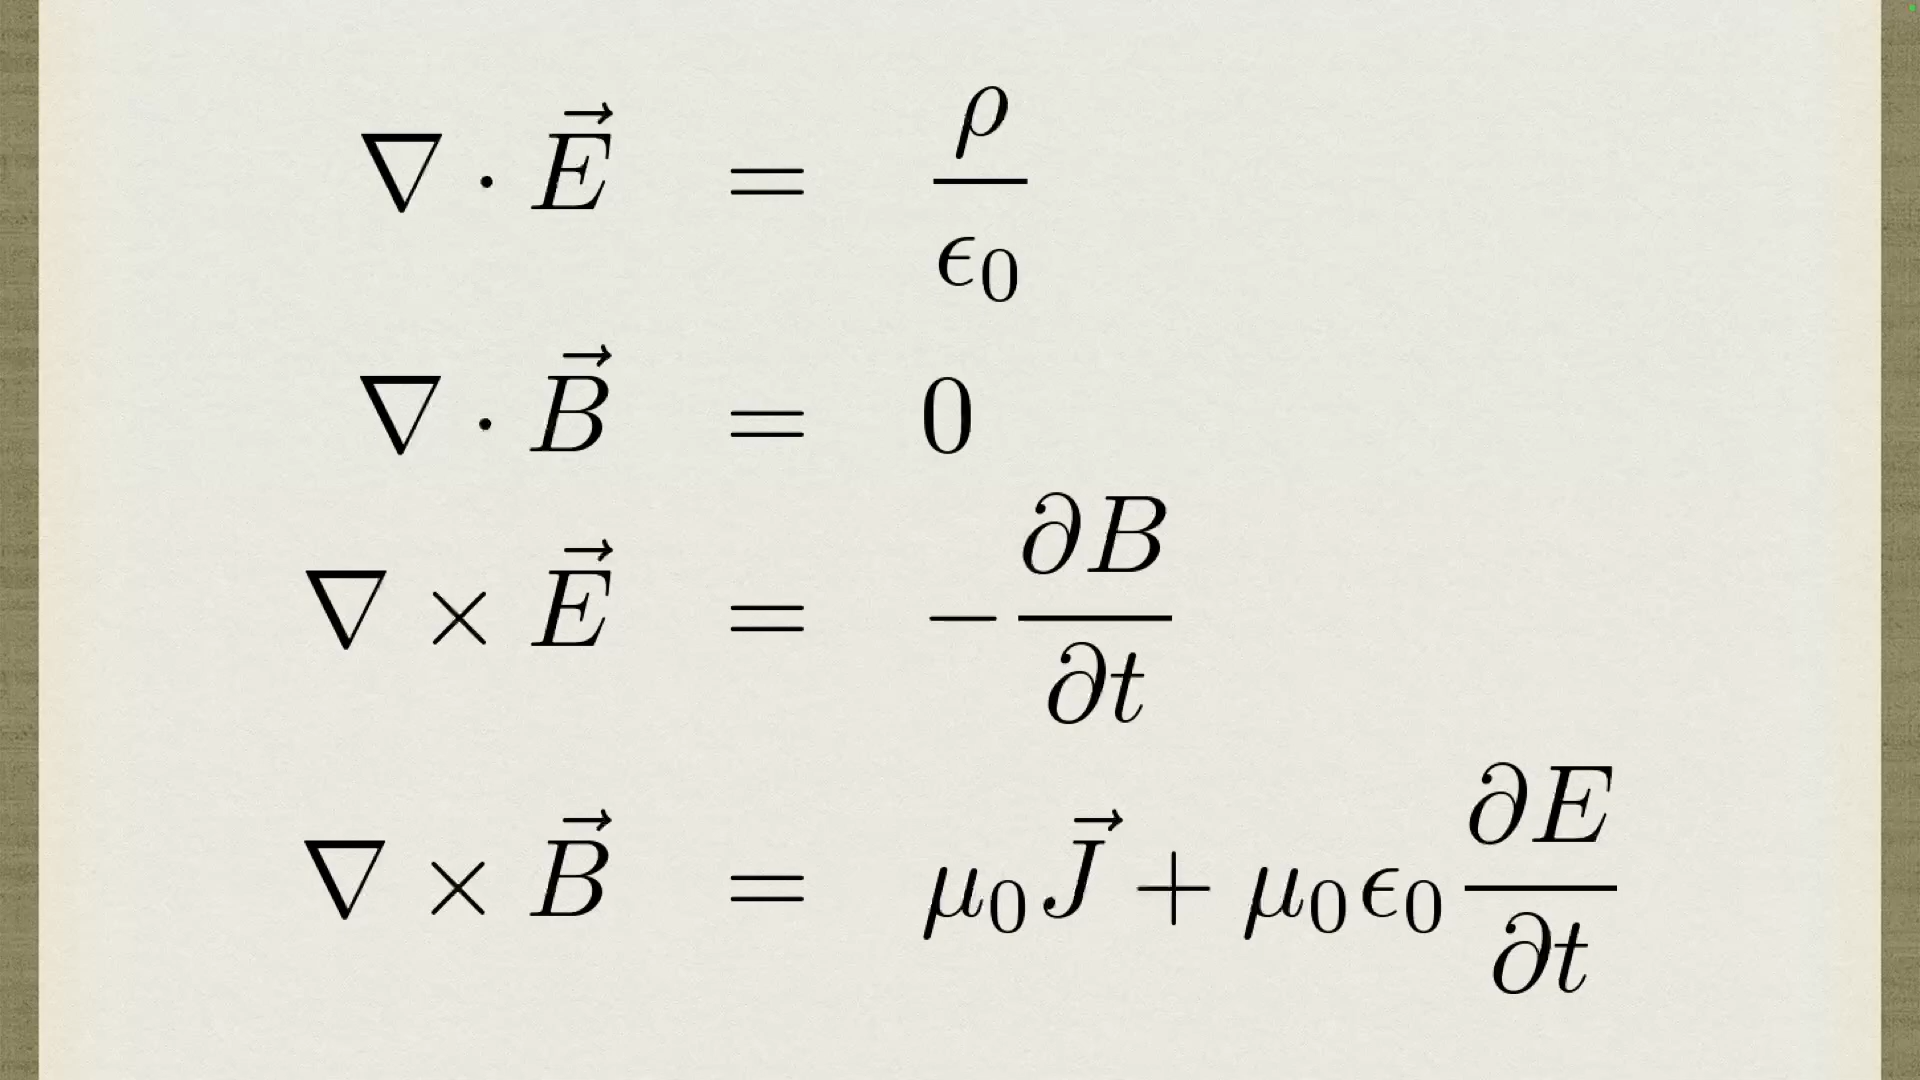 ∇ · E⃗ = ρ/ϵ₀
∇ · B⃗ = 0
∇ × E⃗ = −∂B/∂t
∇ × B⃗ = μ₀J⃗ + μ₀ϵ₀ ∂E/∂t